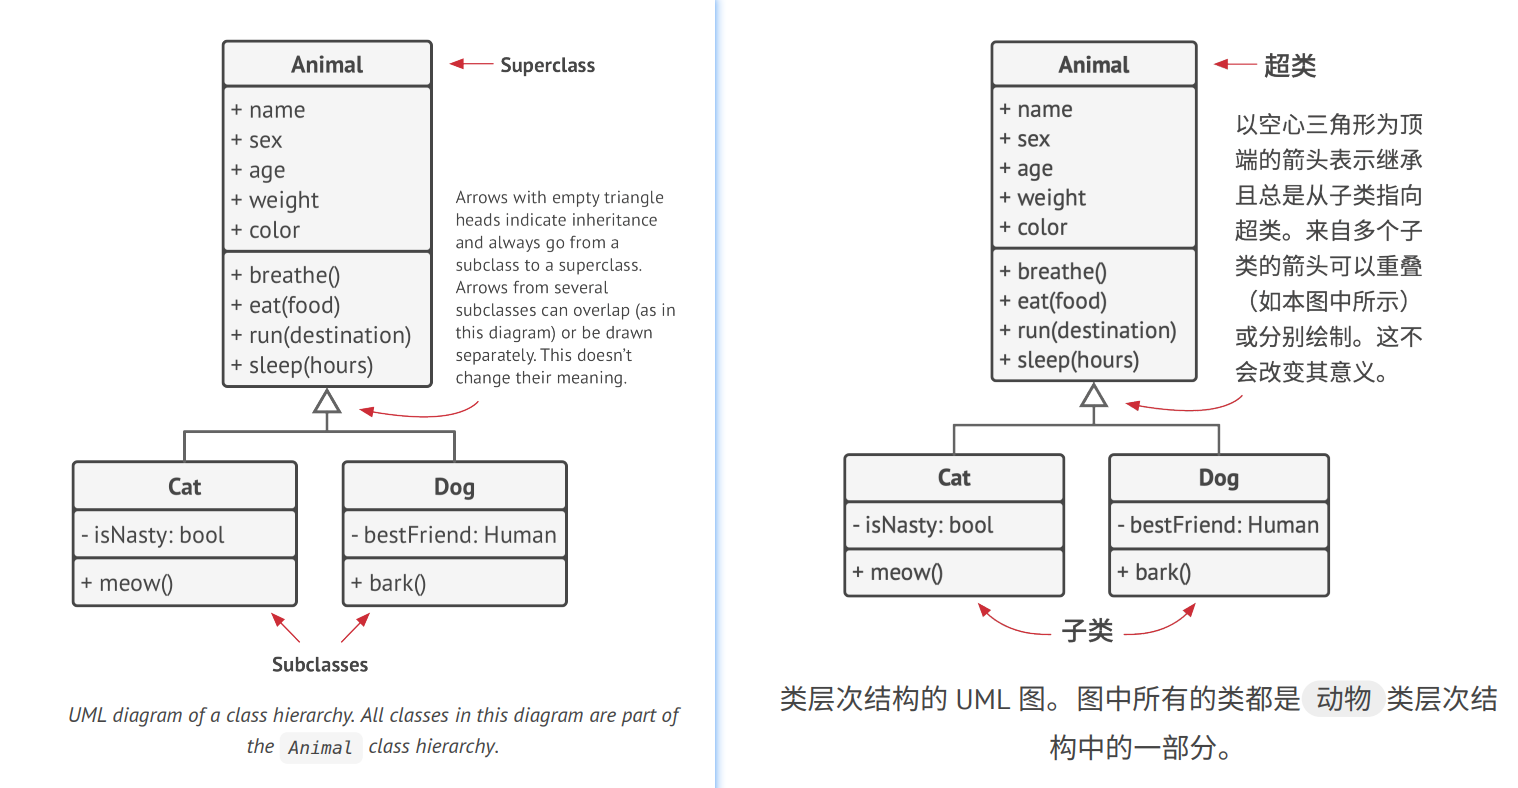 Animal
Superclass
+ name
+ sex
+ age
+ weight
+ color
+ breathe()
+ eat(food)
+ run(destination)
+ sleep(hours)
Arrows with empty triangle
heads indicate inheritance
and always go from a
subclass to a superclass.
Arrows from several
subclasses can overlap (as in
this diagram) or be drawn
separately. This doesn't
change their meaning.
Cat
- isNasty: bool
+ meow()
Dog
- bestFriend: Human
+ bark()
Subclasses
UML diagram of a class hierarchy. All classes in this diagram are part of
the Animal class hierarchy.
Animal
超类
+ name
+ sex
+ age
+ weight
+ color
+ breathe()
+ eat(food)
+ run(destination)
+ sleep(hours)
以空心三角形为顶
端的箭头表示继承
且总是从子类指向
超类。来自多个子
类的箭头可以重叠
（如本图中所示）
或分别绘制。这不
会改变其意义。
Cat
- isNasty: bool
+ meow()
Dog
- bestFriend: Human
+ bark()
子类
类层次结构的 UML 图。图中所有的类都是 动物 类层次结
构中的一部分。